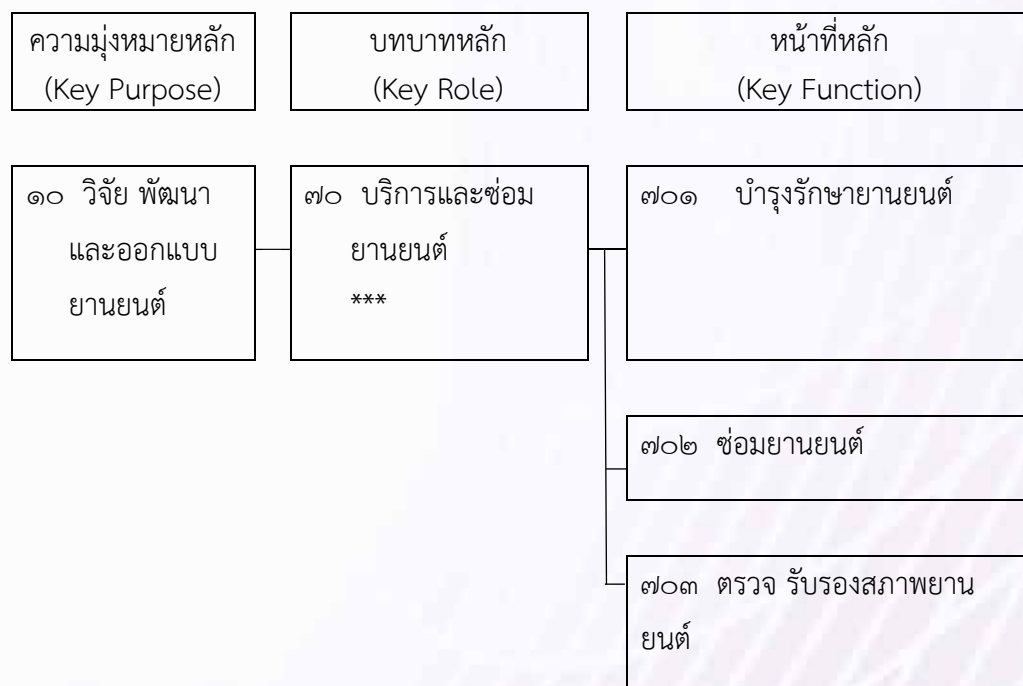 ความมุ่งหมายหลัก
(Key Purpose)
บทบาทหลัก
(Key Role)
หน้าที่หลัก
(Key Function)
๑๐ วิจัย พัฒนา
และออกแบบ
ยานยนต์
๗๐ บริการและซ่อม
ยานยนต์
***
๗๐๑ บำรุงรักษายานยนต์
๗๐๒ ซ่อมยานยนต์
๗๐๓ ตรวจ รับรองสภาพยาน
ยนต์